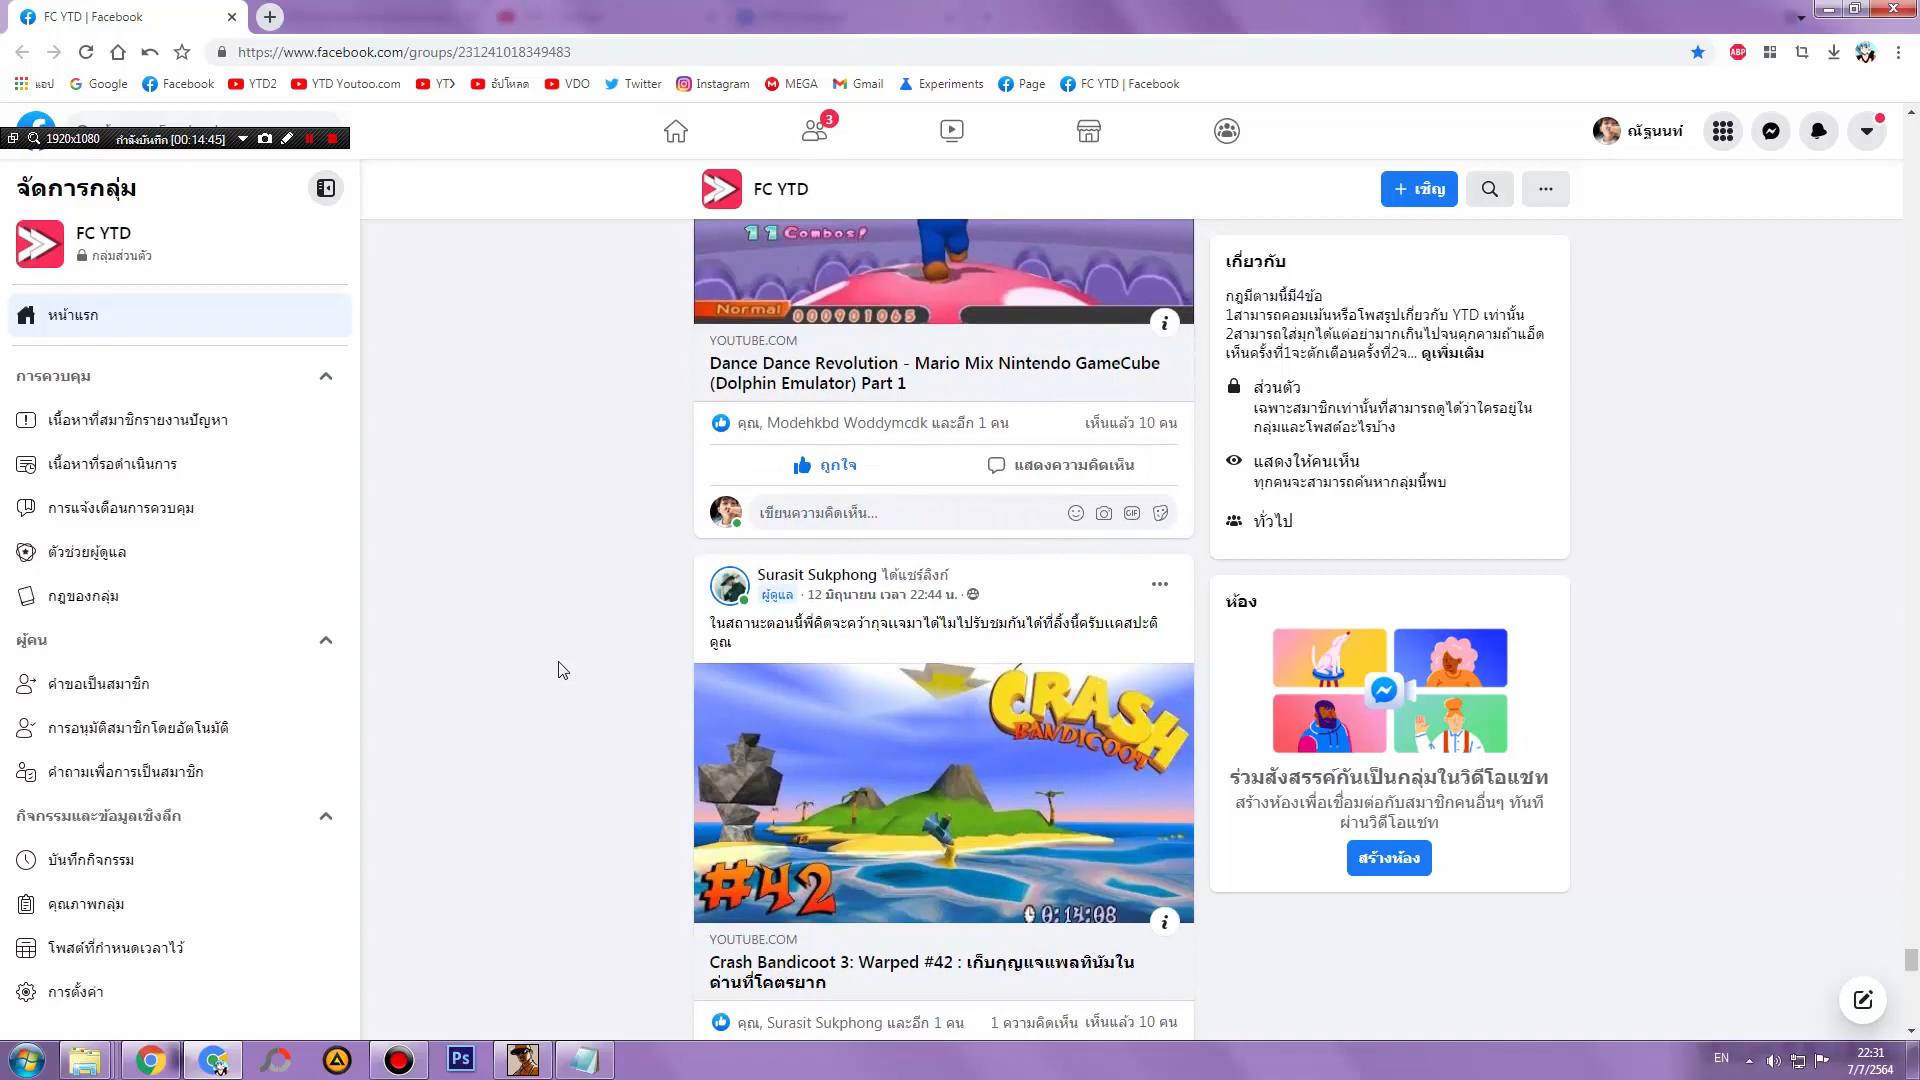 FC YTD | Facebook
https://www.facebook.com/groups/231241018349483
ABP
แอป
Google
Facebook
YTD2
YTD Youtoo.com
YT>
อัปโหลด
VDO
Twitter
Instagram
MEGA
Gmail
Experiments
Page
FC YTD | Facebook
1920x1080
กำลังบันทึก [00:14:45]
3
ณัฐนนท์
จัดการกลุ่ม
FC YTD
กลุ่มส่วนตัว
หน้าแรก
การควบคุม
เนื้อหาที่สมาชิกรายงานปัญหา
เนื้อหาที่รอดำเนินการ
การแจ้งเตือนการควบคุม
ตัวช่วยผู้ดูแล
กฎของกลุ่ม
ผู้คน
คำขอเป็นสมาชิก
การอนุมัติสมาชิกโดยอัตโนมัติ
คำถามเพื่อการเป็นสมาชิก
กิจกรรมและข้อมูลเชิงลึก
บันทึกกิจกรรม
คุณภาพกลุ่ม
โพสต์ที่กำหนดเวลาไว้
การตั้งค่า
FC YTD
+ เชิญ
11 Combos!
Normal 000901065
YOUTUBE.COM
Dance Dance Revolution - Mario Mix Nintendo GameCube
(Dolphin Emulator) Part 1
คุณ, Modehkbd Woddymcdk และอีก 1 คน
เห็นแล้ว 10 คน
ถูกใจ
แสดงความคิดเห็น
เขียนความคิดเห็น...
GIF
Surasit Sukphong ได้แชร์ลิงก์
ผู้ดูแล · 12 มิถุนายน เวลา 22:44 น. ·
ในสถานะตอนนี้พี่คิดจะคว้ากุจแจมาได้ไมไปรับชมกันได้ที่ลิ้งนี้ครับแคสปะติ
คูณ
CRASH
BANDICOOT
#42
0:14:08
YOUTUBE.COM
Crash Bandicoot 3: Warped #42 : เก็บกุญแจแพลทินัมใน
ด่านที่โคตรยาก
คุณ, Surasit Sukphong และอีก 1 คน
1 ความคิดเห็น
เห็นแล้ว 10 คน
เกี่ยวกับ
กฎมีตามนี้มี4ข้อ
1สามารถคอมเม้นหรือโพสรูปเกี่ยวกับ YTD เท่านั้น
2สามารถใส่มุกได้แต่อย่ามากเกินไปจนคุกคามถ้าแอ็ด
เห็นครั้งที่1จะตักเตือนครั้งที่2จ... ดูเพิ่มเติม
ส่วนตัว
เฉพาะสมาชิกเท่านั้นที่สามารถดูได้ว่าใครอยู่ใน
กลุ่มและโพสต์อะไรบ้าง
แสดงให้คนเห็น
ทุกคนจะสามารถค้นหากลุ่มนี้พบ
ทั่วไป
ห้อง
ร่วมสังสรรค์กันเป็นกลุ่มในวิดีโอแชท
สร้างห้องเพื่อเชื่อมต่อกับสมาชิกคนอื่นๆ ทันที
ผ่านวิดีโอแชท
สร้างห้อง
Ps
EN
22:31
7/7/2564